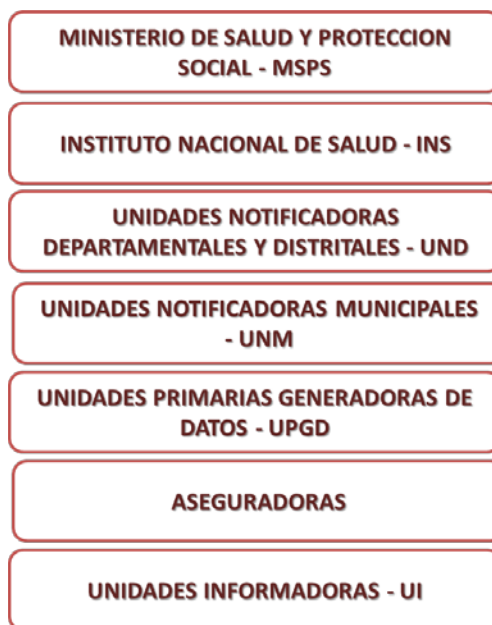 MINISTERIO DE SALUD Y PROTECCION
SOCIAL - MSPS
INSTITUTO NACIONAL DE SALUD - INS
UNIDADES NOTIFICADORAS
DEPARTAMENTALES Y DISTRITALES - UND
UNIDADES NOTIFICADORAS MUNICIPALES
- UNM
UNIDADES PRIMARIAS GENERADORAS DE
DATOS - UPGD
ASEGURADORAS
UNIDADES INFORMADORAS - UI